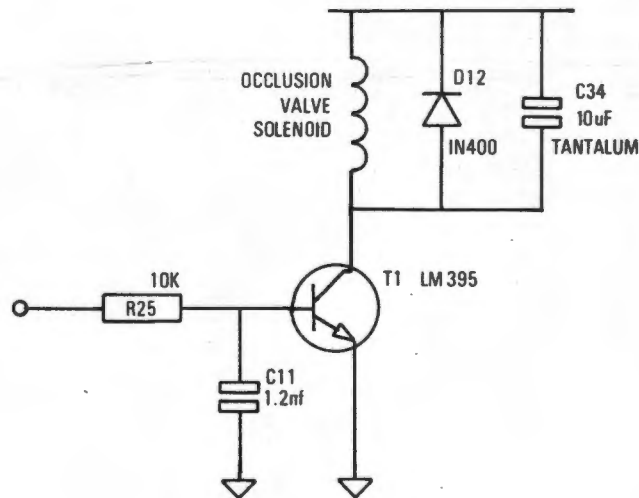 OCCLUSION
VALVE
SOLENOID
D12
IN400
C34
10uF
TANTALUM
10K
R25
T1 LM 395
C11
1.2nf